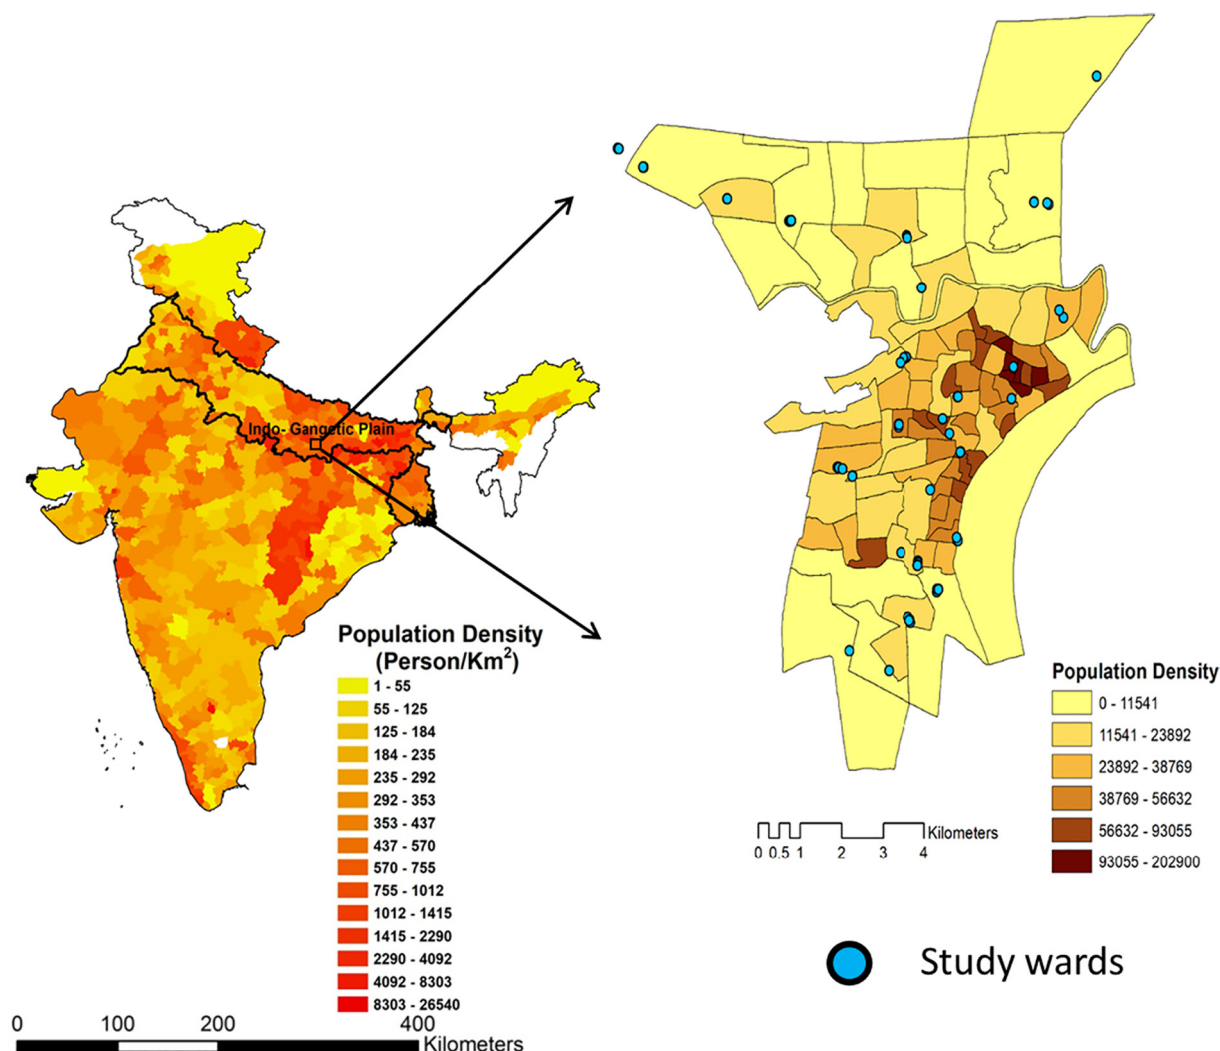 Indo- Gangetic Plain
Population Density
(Person/Km²)
1 - 55
55 - 125
125 - 184
184 - 235
235 - 292
292 - 353
353 - 437
437 - 570
570 - 755
755 - 1012
1012 - 1415
1415 - 2290
2290 - 4092
4092 - 8303
8303 - 26540
0 100 200 400
Kilometers
Population Density
0 - 11541
11541 - 23892
23892 - 38769
38769 - 56632
56632 - 93055
93055 - 202900
Kilometers
0 0.5 1 2 3 4
Study wards